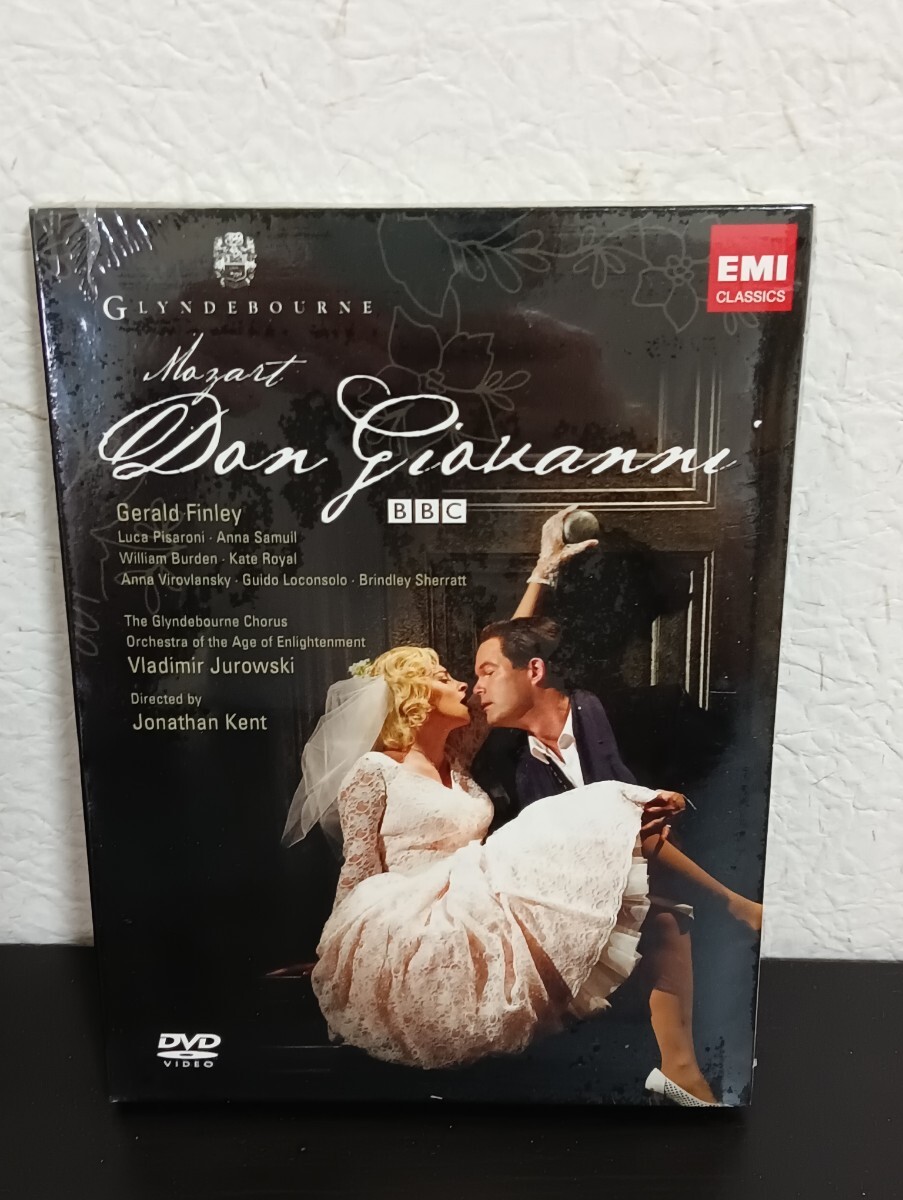 GLYNDEBOURNE
EMI
CLASSICS
Mozart
Don Giovanni
BBC
Gerald Finley
Luca Pisaroni · Anna Samuil
William Burden · Kate Royal
Anna Virovlansky · Guido Loconsolo · Brindley Sherratt
The Glyndebourne Chorus
Orchestra of the Age of Enlightenment
Vladimir Jurowski
Directed by
Jonathan Kent
DVD
VIDEO